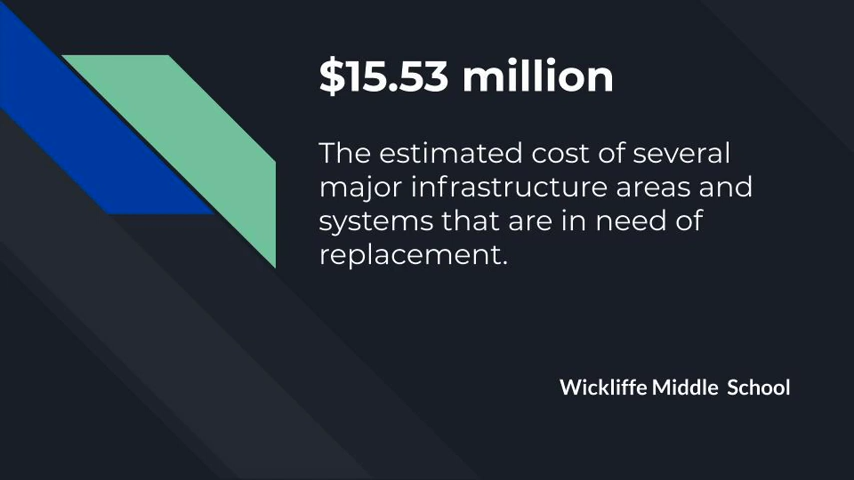 $15.53 million
The estimated cost of several
major infrastructure areas and
systems that are in need of
replacement.
Wickliffe Middle School